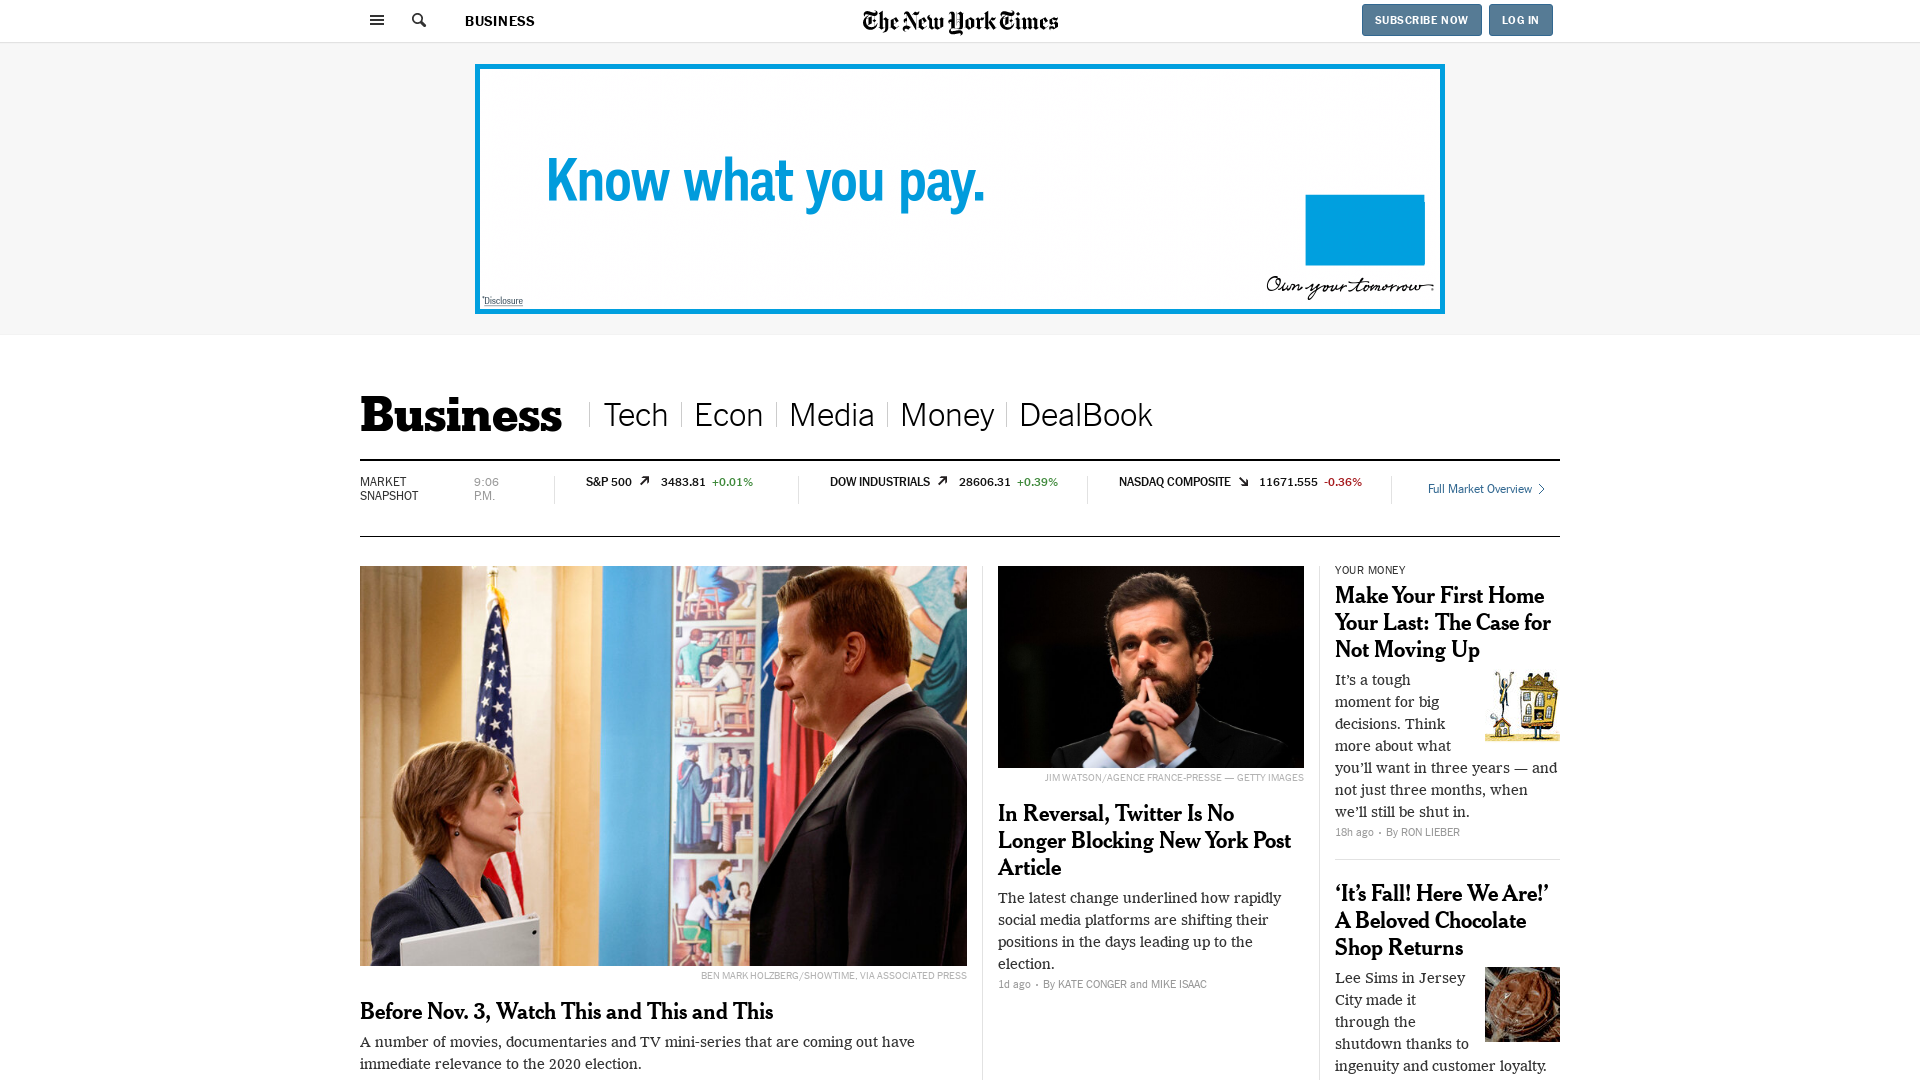 BUSINESS
The New York Times
SUBSCRIBE NOW
LOG IN
Know what you pay.
Own your tomorrow.
*Disclosure
Business
Tech
Econ
Media
Money
DealBook
MARKET
SNAPSHOT
9:06
P.M.
S&P 500 3483.81 +0.01%
DOW INDUSTRIALS 28606.31 +0.39%
NASDAQ COMPOSITE 11671.555 -0.36%
Full Market Overview
BEN MARK HOLZBERG/SHOWTIME, VIA ASSOCIATED PRESS
Before Nov. 3, Watch This and This and This
A number of movies, documentaries and TV mini-series that are coming out have
immediate relevance to the 2020 election.
JIM WATSON/AGENCE FRANCE-PRESSE — GETTY IMAGES
In Reversal, Twitter Is No
Longer Blocking New York Post
Article
The latest change underlined how rapidly
social media platforms are shifting their
positions in the days leading up to the
election.
1d ago • By KATE CONGER and MIKE ISAAC
YOUR MONEY
Make Your First Home
Your Last: The Case for
Not Moving Up
It’s a tough
moment for big
decisions. Think
more about what
you’ll want in three years — and
not just three months, when
we’ll still be shut in.
18h ago • By RON LIEBER
‘It’s Fall! Here We Are!’
A Beloved Chocolate
Shop Returns
Lee Sims in Jersey
City made it
through the
shutdown thanks to
ingenuity and customer loyalty.